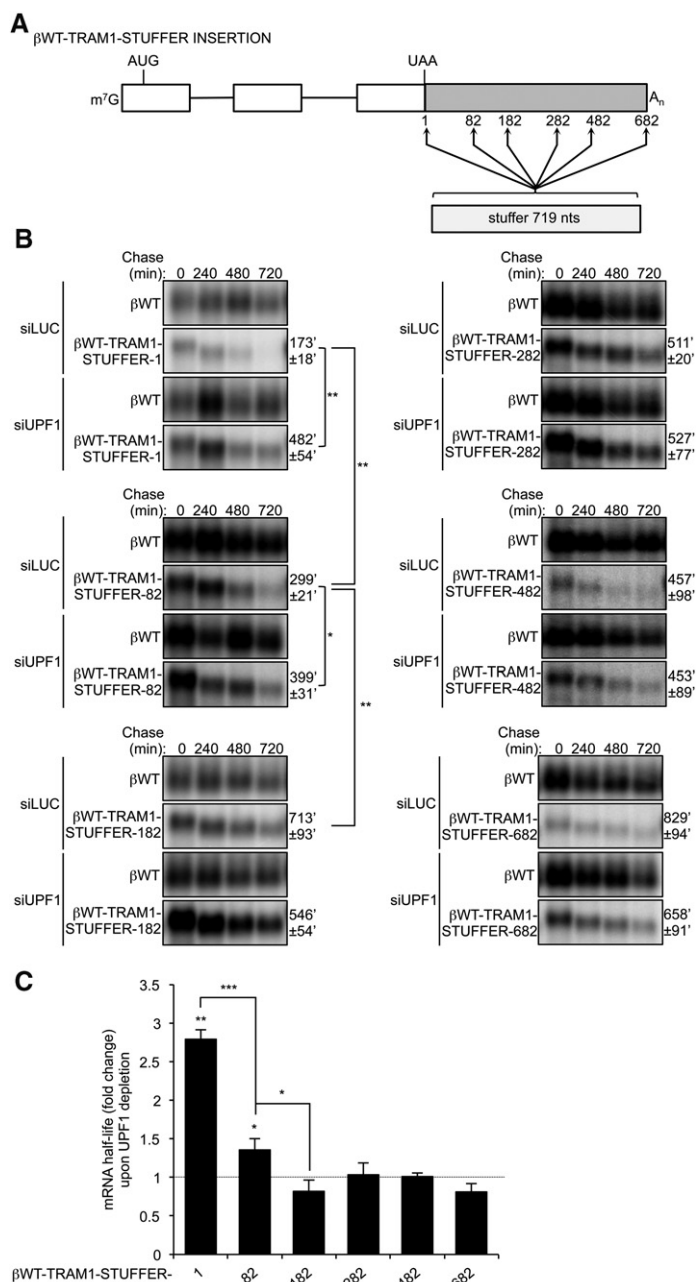 A
βWT-TRAM1-STUFFER INSERTION
AUG
UAA
m⁷G
Aₙ
1 82 182 282 482 682
stuffer 719 nts
B
Chase
(min): 0 240 480 720
siLUC
βWT
βWT-TRAM1-
STUFFER-1
173'
±18'
siUPF1
βWT
βWT-TRAM1-
STUFFER-1
482'
±54'
**
**
Chase
(min): 0 240 480 720
siLUC
βWT
βWT-TRAM1-
STUFFER-82
299'
±21'
siUPF1
βWT
βWT-TRAM1-
STUFFER-82
399'
±31'
*
**
Chase
(min): 0 240 480 720
siLUC
βWT
βWT-TRAM1-
STUFFER-182
713'
±93'
siUPF1
βWT
βWT-TRAM1-
STUFFER-182
546'
±54'
Chase
(min): 0 240 480 720
siLUC
βWT
βWT-TRAM1-
STUFFER-282
511'
±20'
siUPF1
βWT
βWT-TRAM1-
STUFFER-282
527'
±77'
Chase
(min): 0 240 480 720
siLUC
βWT
βWT-TRAM1-
STUFFER-482
457'
±98'
siUPF1
βWT
βWT-TRAM1-
STUFFER-482
453'
±89'
Chase
(min): 0 240 480 720
siLUC
βWT
βWT-TRAM1-
STUFFER-682
829'
±94'
siUPF1
βWT
βWT-TRAM1-
STUFFER-682
658'
±91'
C
mRNA half-life (fold change)
upon UPF1 depletion
3.5
3
2.5
2
1.5
1
0.5
0
***
**
*
*
βWT-TRAM1-STUFFER- 1 82 182 282 482 682